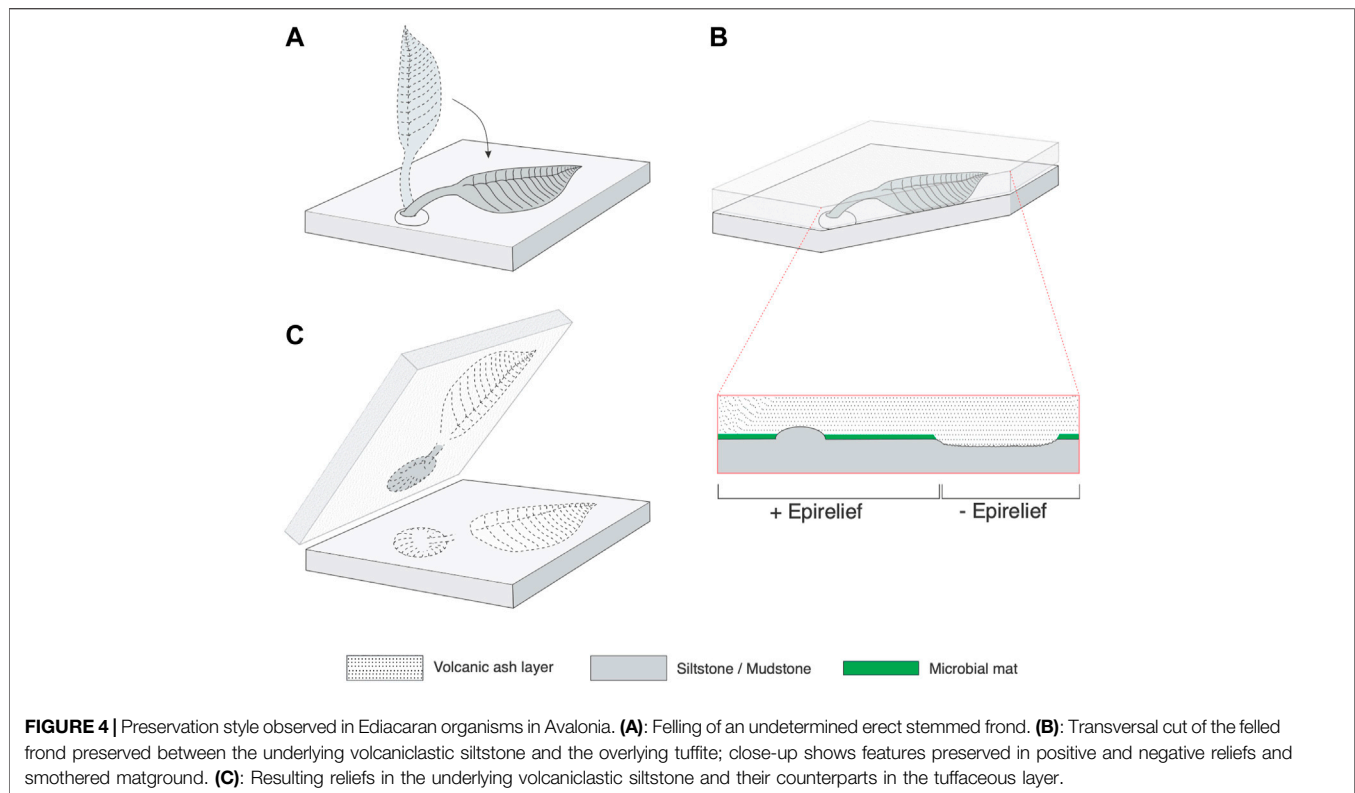 A
B
C
+ Epirelief
- Epirelief
Volcanic ash layer
Siltstone / Mudstone
Microbial mat
FIGURE 4 | Preservation style observed in Ediacaran organisms in Avalonia. (A): Felling of an undetermined erect stemmed frond. (B): Transversal cut of the felled
frond preserved between the underlying volcaniclastic siltstone and the overlying tuffite; close-up shows features preserved in positive and negative reliefs and
smothered matground. (C): Resulting reliefs in the underlying volcaniclastic siltstone and their counterparts in the tuffaceous layer.